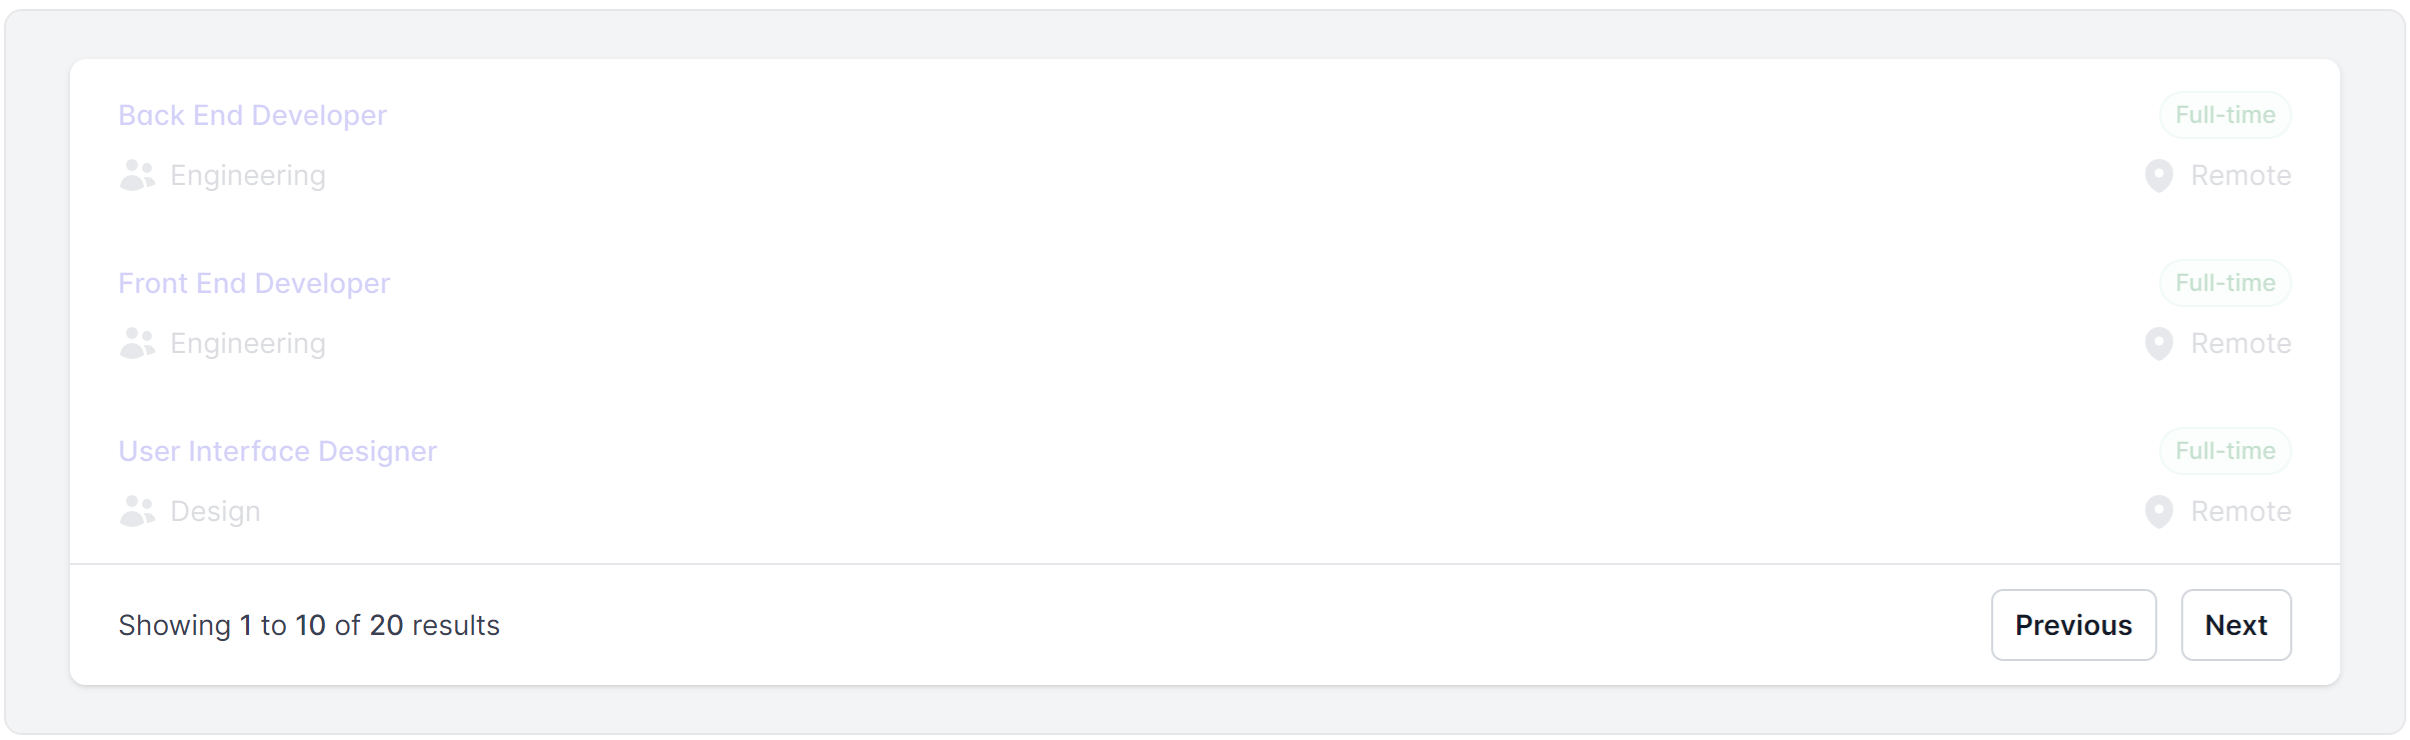 Back End Developer
Full-time
Engineering
Remote
Front End Developer
Full-time
Engineering
Remote
User Interface Designer
Full-time
Design
Remote
Showing 1 to 10 of 20 results
Previous
Next